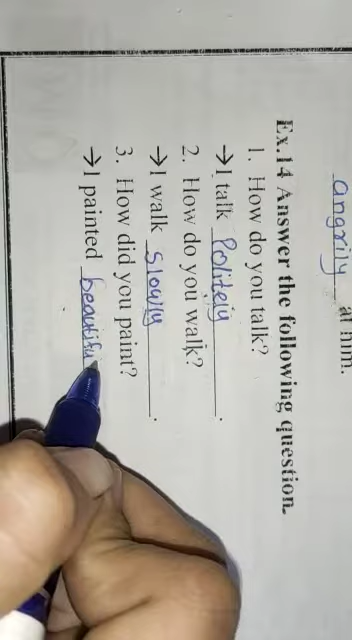 angrily at him.
Ex.14 Answer the following question.
1. How do you talk?
→I talk Politely.
2. How do you walk?
→I walk Slowly.
3. How did you paint?
→I painted beautifu